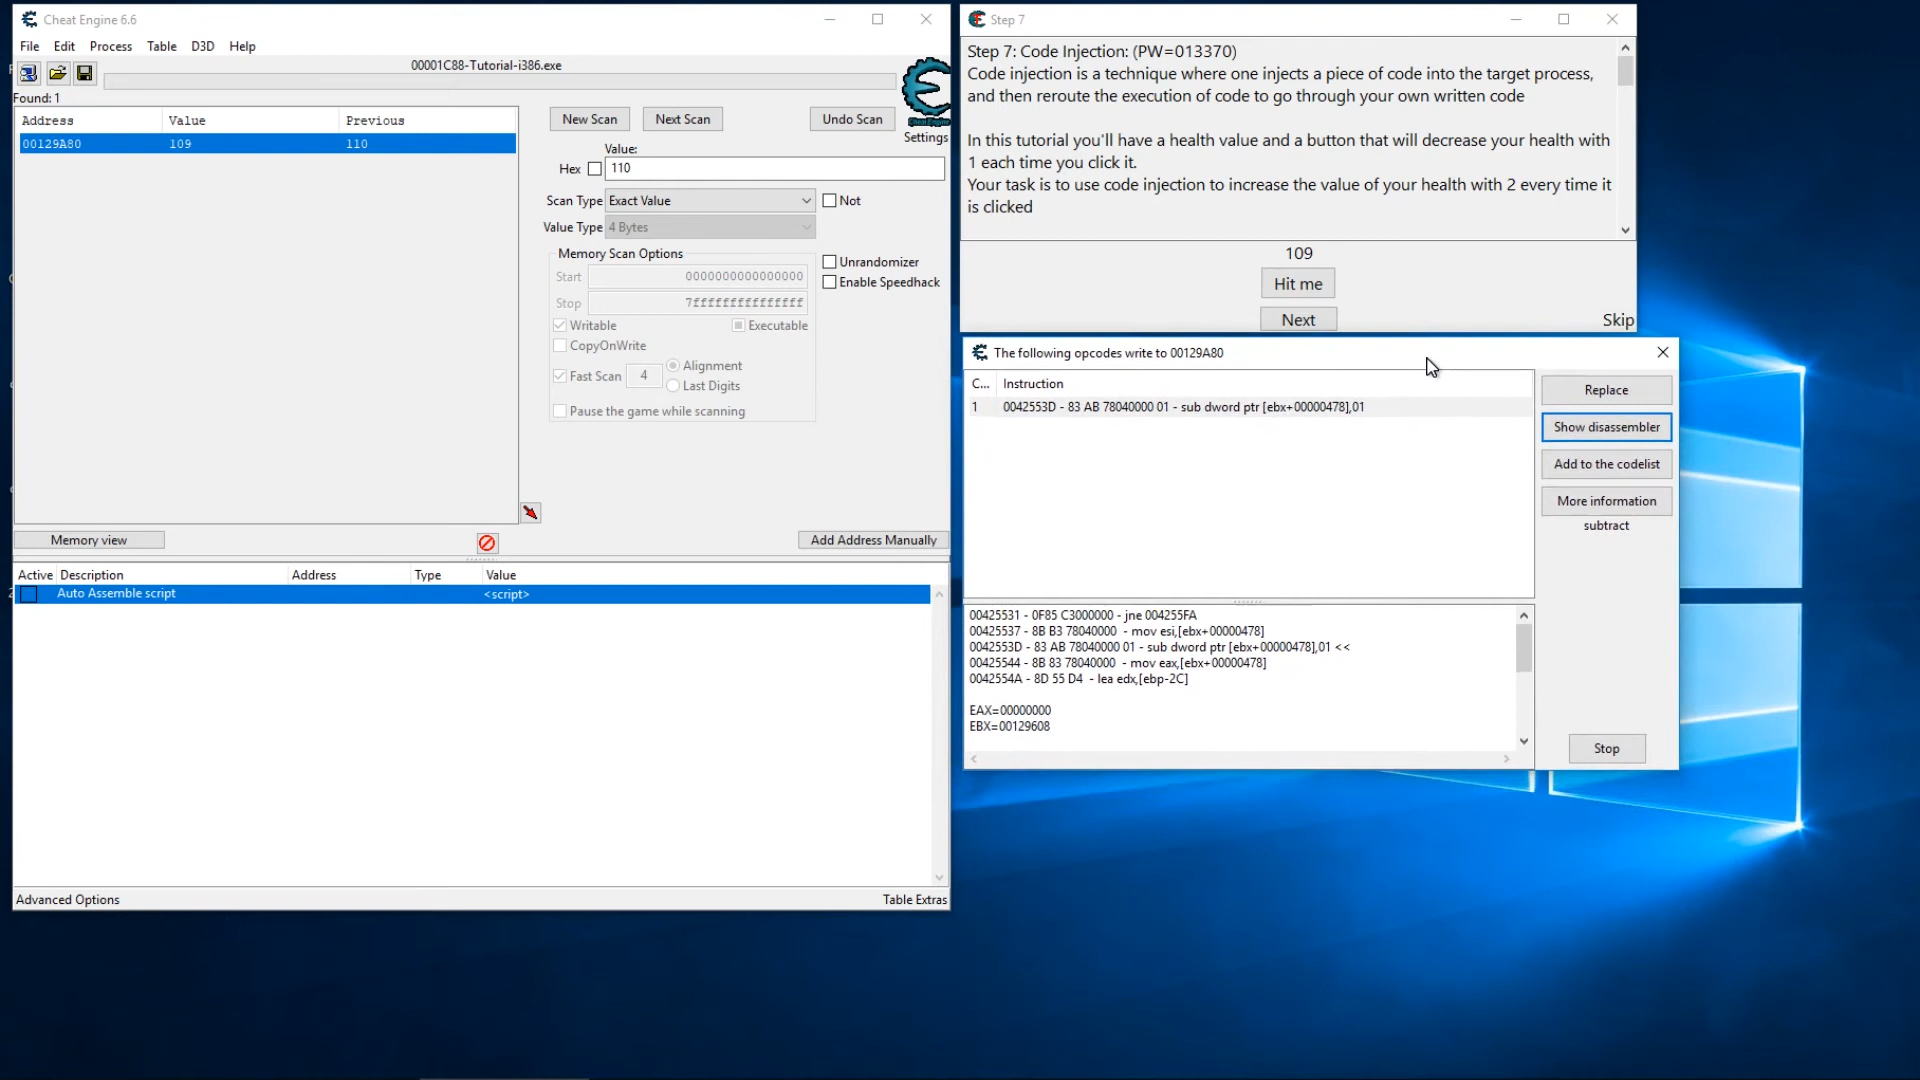 Cheat Engine 6.6
File Edit Process Table D3D Help
00001C88-Tutorial-i386.exe
Found: 1
Address Value Previous
00129A80 109 110
New Scan Next Scan Undo Scan
Cheat Engine
Settings
Value:
Hex 110
Scan Type Exact Value Not
Value Type 4 Bytes
Memory Scan Options
Start 0000000000000000
Stop 7fffffffffffffff
Unrandomizer
Enable Speedhack
Writable Executable
CopyOnWrite
Fast Scan 4 Alignment
Last Digits
Pause the game while scanning
Memory view Add Address Manually
Active Description Address Type Value
Auto Assemble script <script>
Advanced Options Table Extras
Step 7
Step 7: Code Injection: (PW=013370)
Code injection is a technique where one injects a piece of code into the target process,
and then reroute the execution of code to go through your own written code
In this tutorial you'll have a health value and a button that will decrease your health with
1 each time you click it.
Your task is to use code injection to increase the value of your health with 2 every time it
is clicked
109
Hit me
Next Skip
The following opcodes write to 00129A80
C... Instruction
1 0042553D - 83 AB 78040000 01 - sub dword ptr [ebx+00000478],01
Replace
Show disassembler
Add to the codelist
More information
subtract
00425531 - 0F85 C3000000 - jne 004255FA
00425537 - 8B B3 78040000 - mov esi,[ebx+00000478]
0042553D - 83 AB 78040000 01 - sub dword ptr [ebx+00000478],01 <<
00425544 - 8B 83 78040000 - mov eax,[ebx+00000478]
0042554A - 8D 55 D4 - lea edx,[ebp-2C]
EAX=00000000
EBX=00129608
Stop